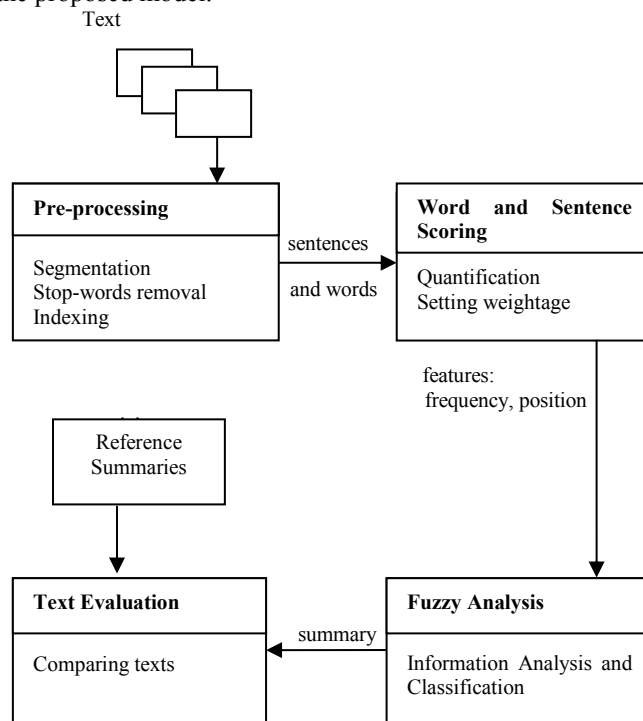 the proposed model.
Text
Pre-processing
Segmentation
Stop-words removal
Indexing
sentences
and words
Word and Sentence
Scoring
Quantification
Setting weightage
features:
frequency, position
Reference
Summaries
Text Evaluation
Comparing texts
summary
Fuzzy Analysis
Information Analysis and
Classification